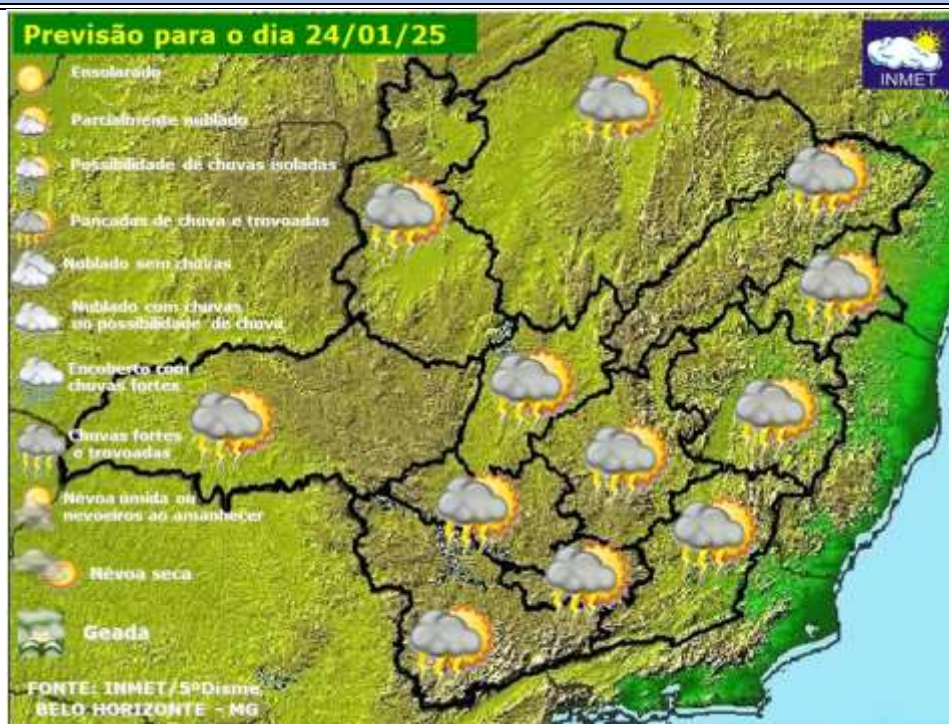 Previsão para o dia 24/01/25
INMET
Ensolarado
Parcialmente nublado
Possibilidade de chuvas isoladas
Pancadas de chuva e trovoadas
Nublado sem chuvas
Nublado com chuvas
ou possibilidade de chuva
Encoberto com
chuvas fortes
Chuvas fortes
e trovoadas
Névoa úmida ou
nevoeiros ao amanhecer
Névoa seca
Geada
FONTE: INMET/5ºDisme
BELO HORIZONTE - MG